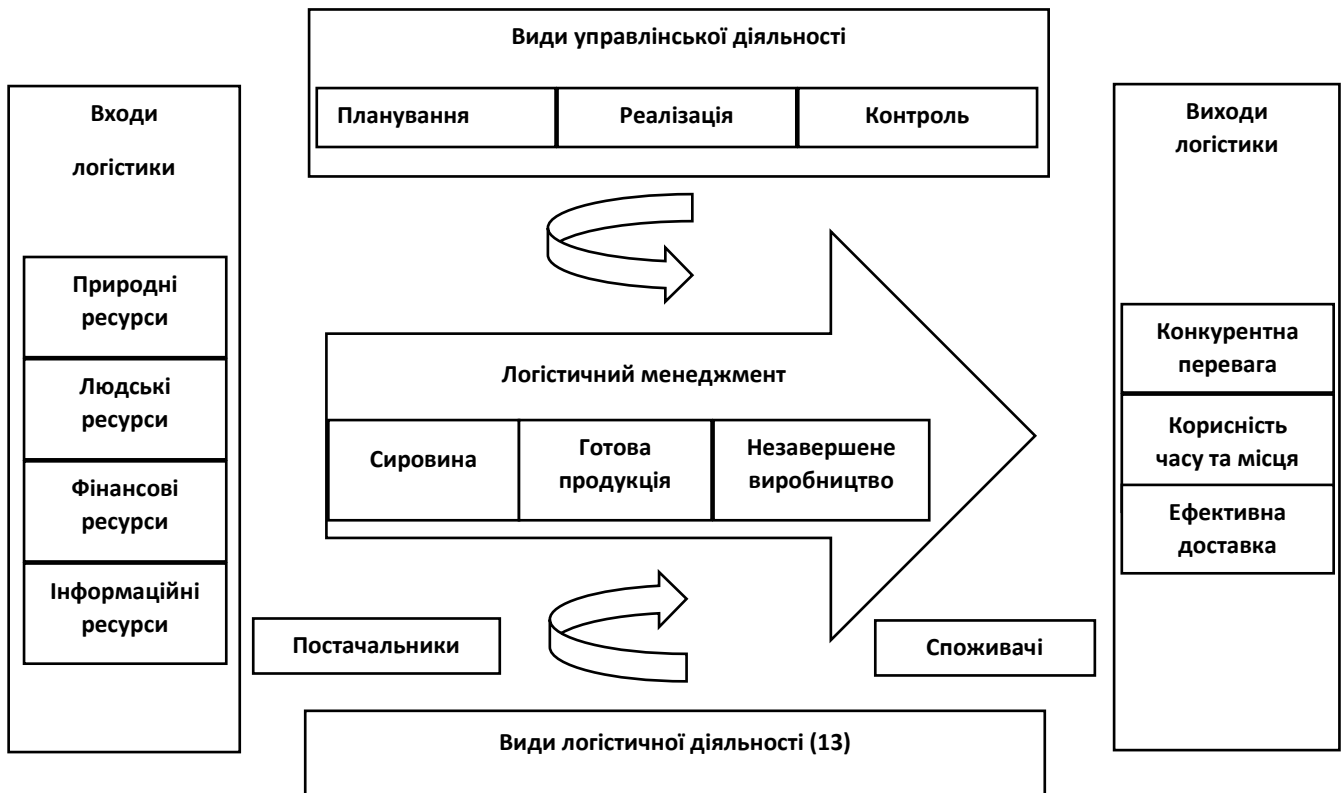 Види управлінської діяльності
Планування
Реалізація
Контроль
Входи
логістики
Природні
ресурси
Людські
ресурси
Фінансові
ресурси
Інформаційні
ресурси
Логістичний менеджмент
Сировина
Готова
продукція
Незавершене
виробництво
Постачальники
Споживачі
Виходи
логістики
Конкурентна
перевага
Корисність
часу та місця
Ефективна
доставка
Види логістичної діяльності (13)